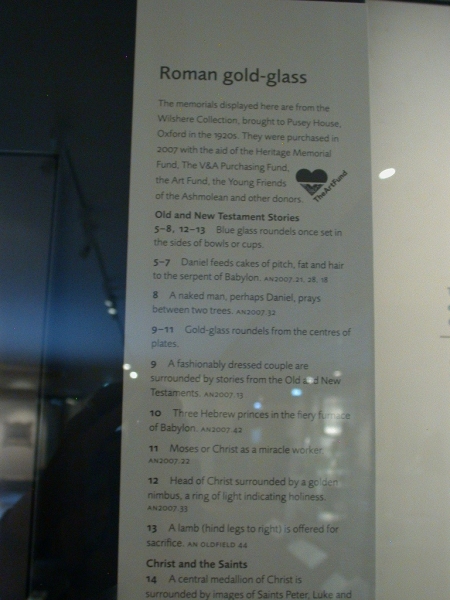 Roman gold-glass
The memorials displayed here are from the
Wilshere Collection, brought to Pusey House,
Oxford in the 1920s. They were purchased in
2007 with the aid of the Heritage Memorial
Fund, The V&A Purchasing Fund,
the Art Fund, the Young Friends
of the Ashmolean and other donors.
TheArtFund
Old and New Testament Stories
5–8, 12–13 Blue glass roundels once set in
the sides of bowls or cups.
5–7 Daniel feeds cakes of pitch, fat and hair
to the serpent of Babylon. AN2007.21, 28, 18
8 A naked man, perhaps Daniel, prays
between two trees. AN2007.32
9–11 Gold-glass roundels from the centres of
plates.
9 A fashionably dressed couple are
surrounded by stories from the Old and New
Testaments. AN2007.13
10 Three Hebrew princes in the fiery furnace
of Babylon. AN2007.42
11 Moses or Christ as a miracle worker.
AN2007.22
12 Head of Christ surrounded by a golden
nimbus, a ring of light indicating holiness.
AN2007.33
13 A lamb (hind legs to right) is offered for
sacrifice. AN OLDFIELD 44
Christ and the Saints
14 A central medallion of Christ is
surrounded by images of Saints Peter, Luke and